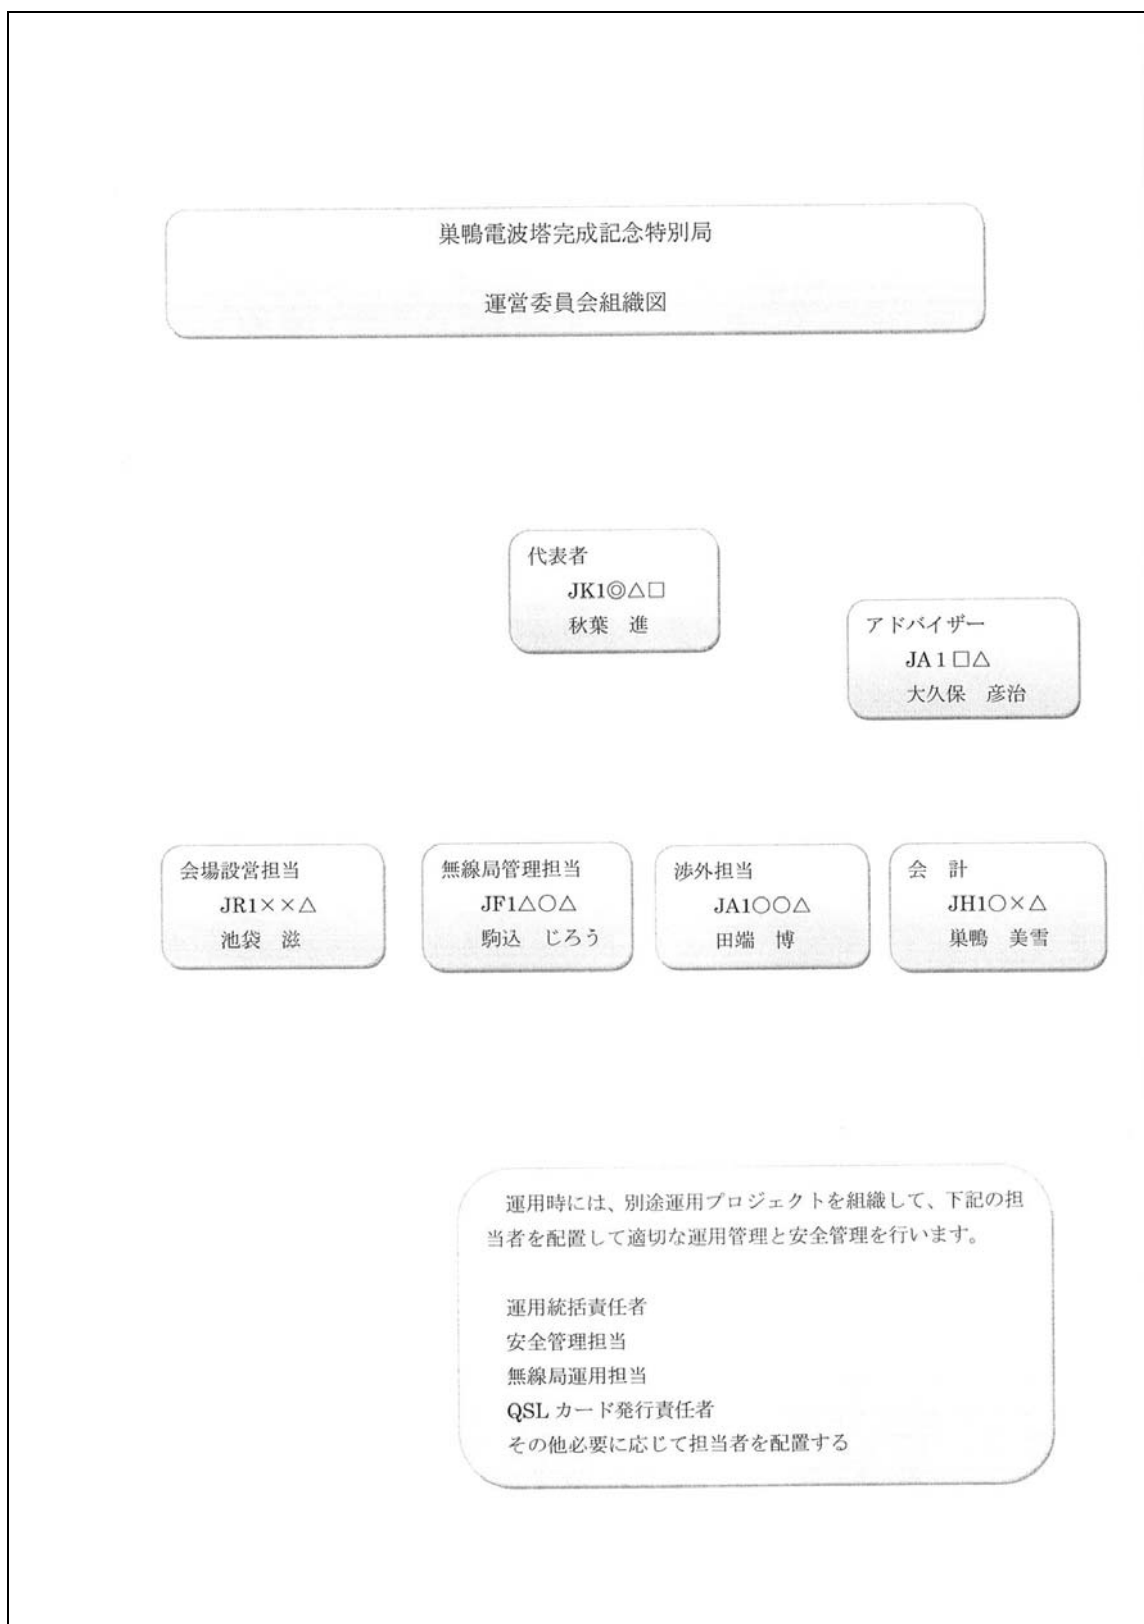 巣鴨電波塔完成記念特別局
運営委員会組織図
代表者
JK1◎△□
秋葉　進
アドバイザー
JA１□△
大久保　彦治
会場設営担当
JR1××△
池袋　滋
無線局管理担当
JF1△○△
駒込　じろう
渉外担当
JA1○○△
田端　博
会　計
JH1○×△
巣鴨　美雪
運用時には、別途運用プロジェクトを組織して、下記の担
当者を配置して適切な運用管理と安全管理を行います。
運用統括責任者
安全管理担当
無線局運用担当
QSL カード発行責任者
その他必要に応じて担当者を配置する